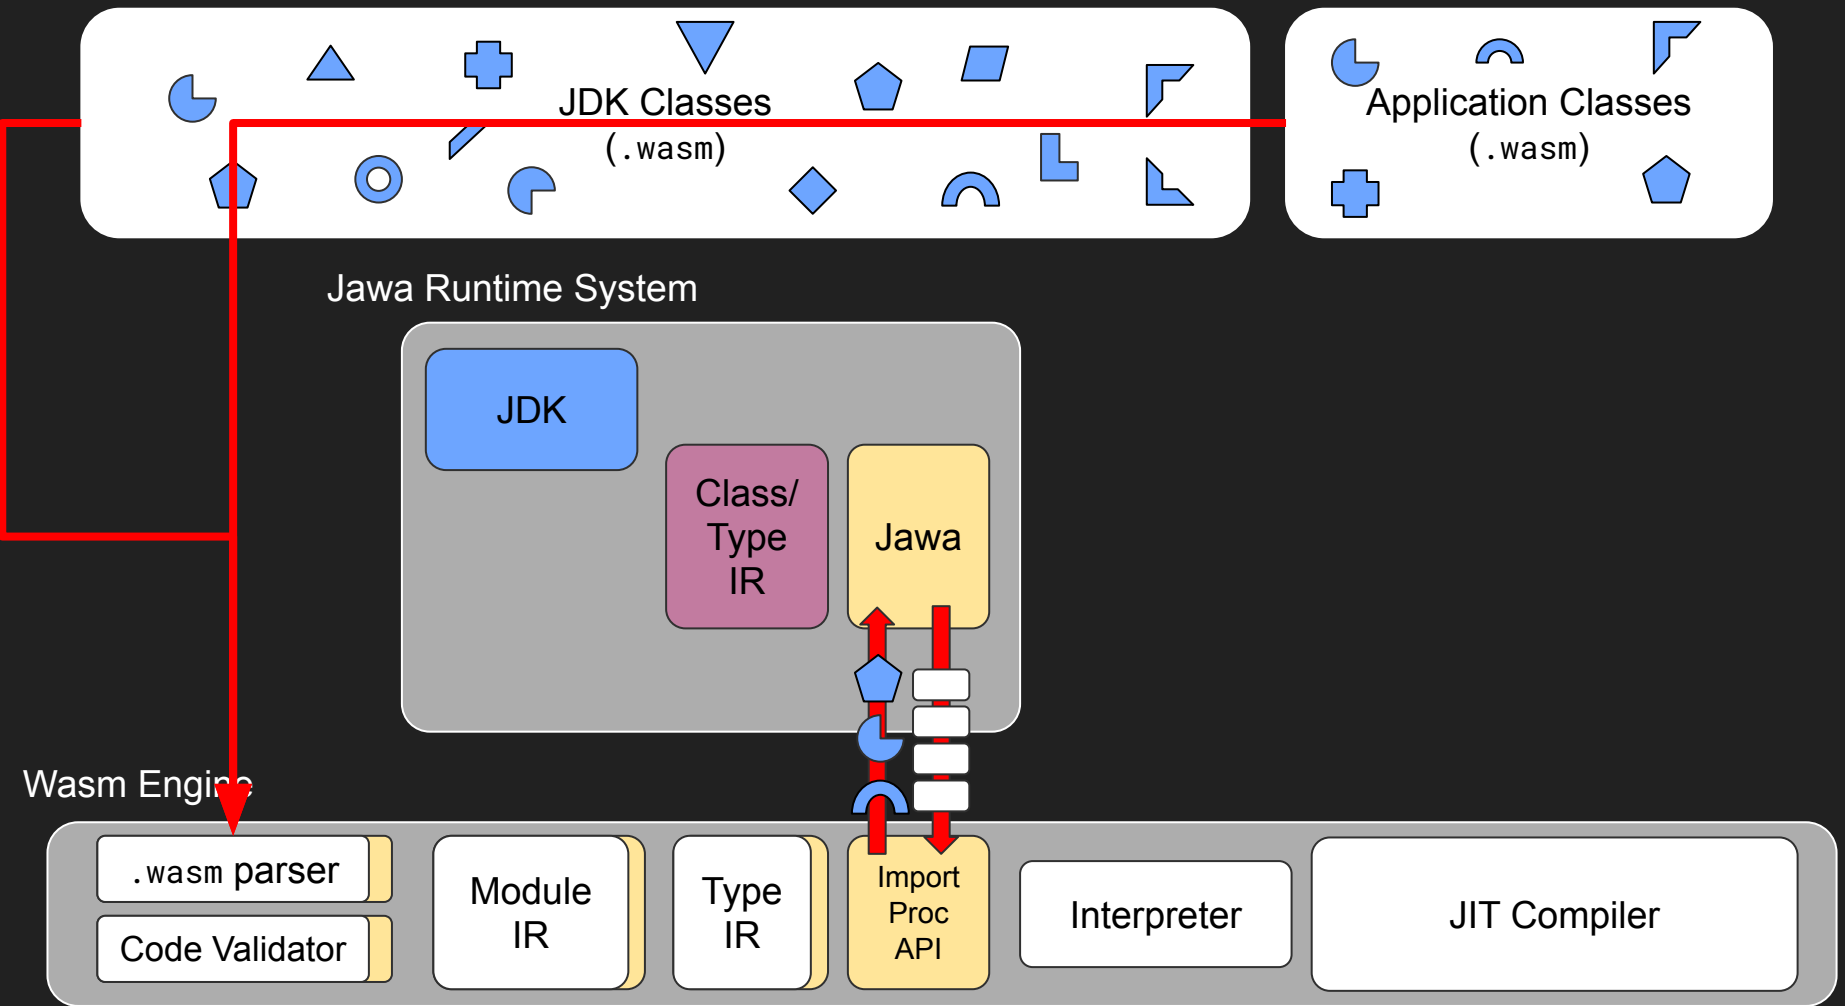 JDK Classes
(.wasm)
Application Classes
(.wasm)
Jawa Runtime System
JDK
Class/
Type
IR
Jawa
Wasm Engine
.wasm parser
Code Validator
Module
IR
Type
IR
Import
Proc
API
Interpreter
JIT Compiler